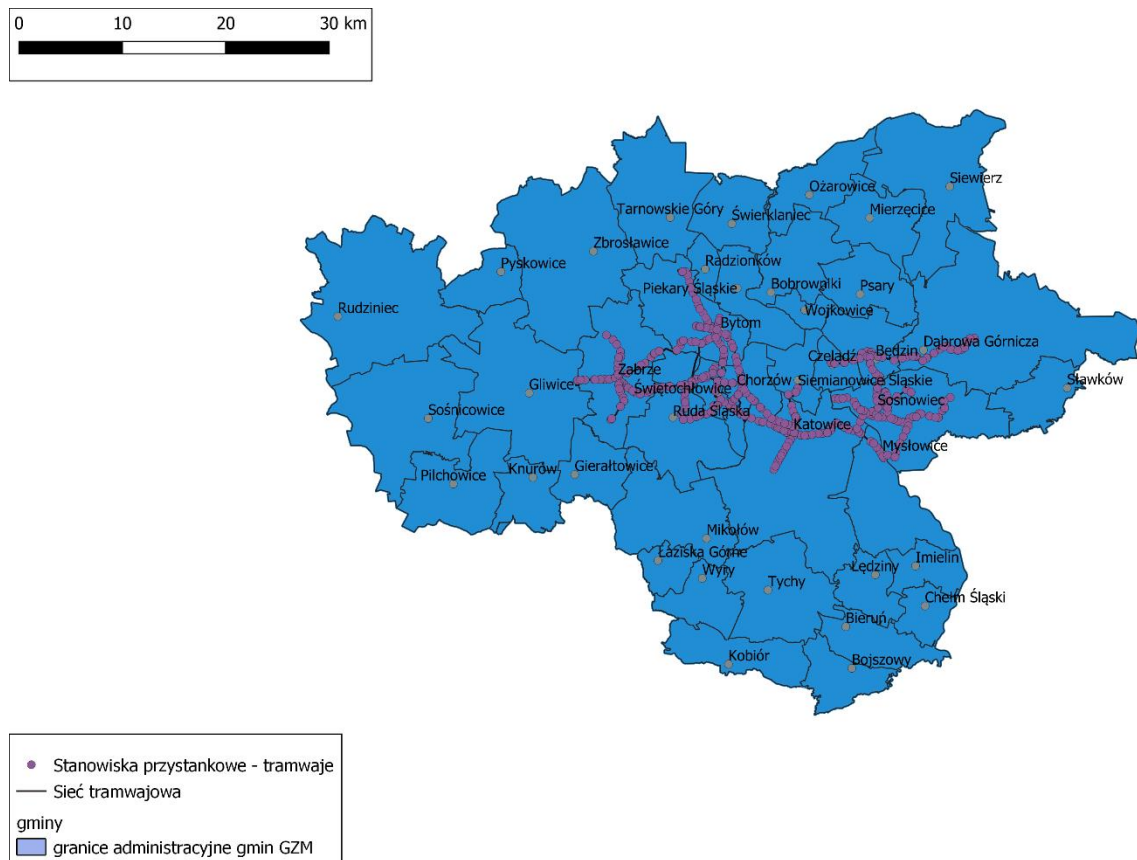 0 10 20 30 km
Siewierz
Ożarowice
Mierzęcice
Tarnowskie Góry
Świerklaniec
Zbrosławice
Radzionków
Pyskowice
Piekary Śląskie
Bobrowniki
Psary
Rudziniec
Wojkowice
Bytom
Dąbrowa Górnicza
Czeladź
Będzin
Zabrze
Gliwice
Świętochłowice
Chorzów
Siemianowice Śląskie
Sławków
Sośnicowice
Ruda Śląska
Sosnowiec
Katowice
Mysłowice
Pilchowice
Knurów
Gierałtowice
Mikołów
Łaziska Górne
Wyry
Tychy
Lędziny
Imielin
Chełm Śląski
Bieruń
Kobiór
Bojszowy
Stanowiska przystankowe - tramwaje
Sieć tramwajowa
gminy
granice administracyjne gmin GZM